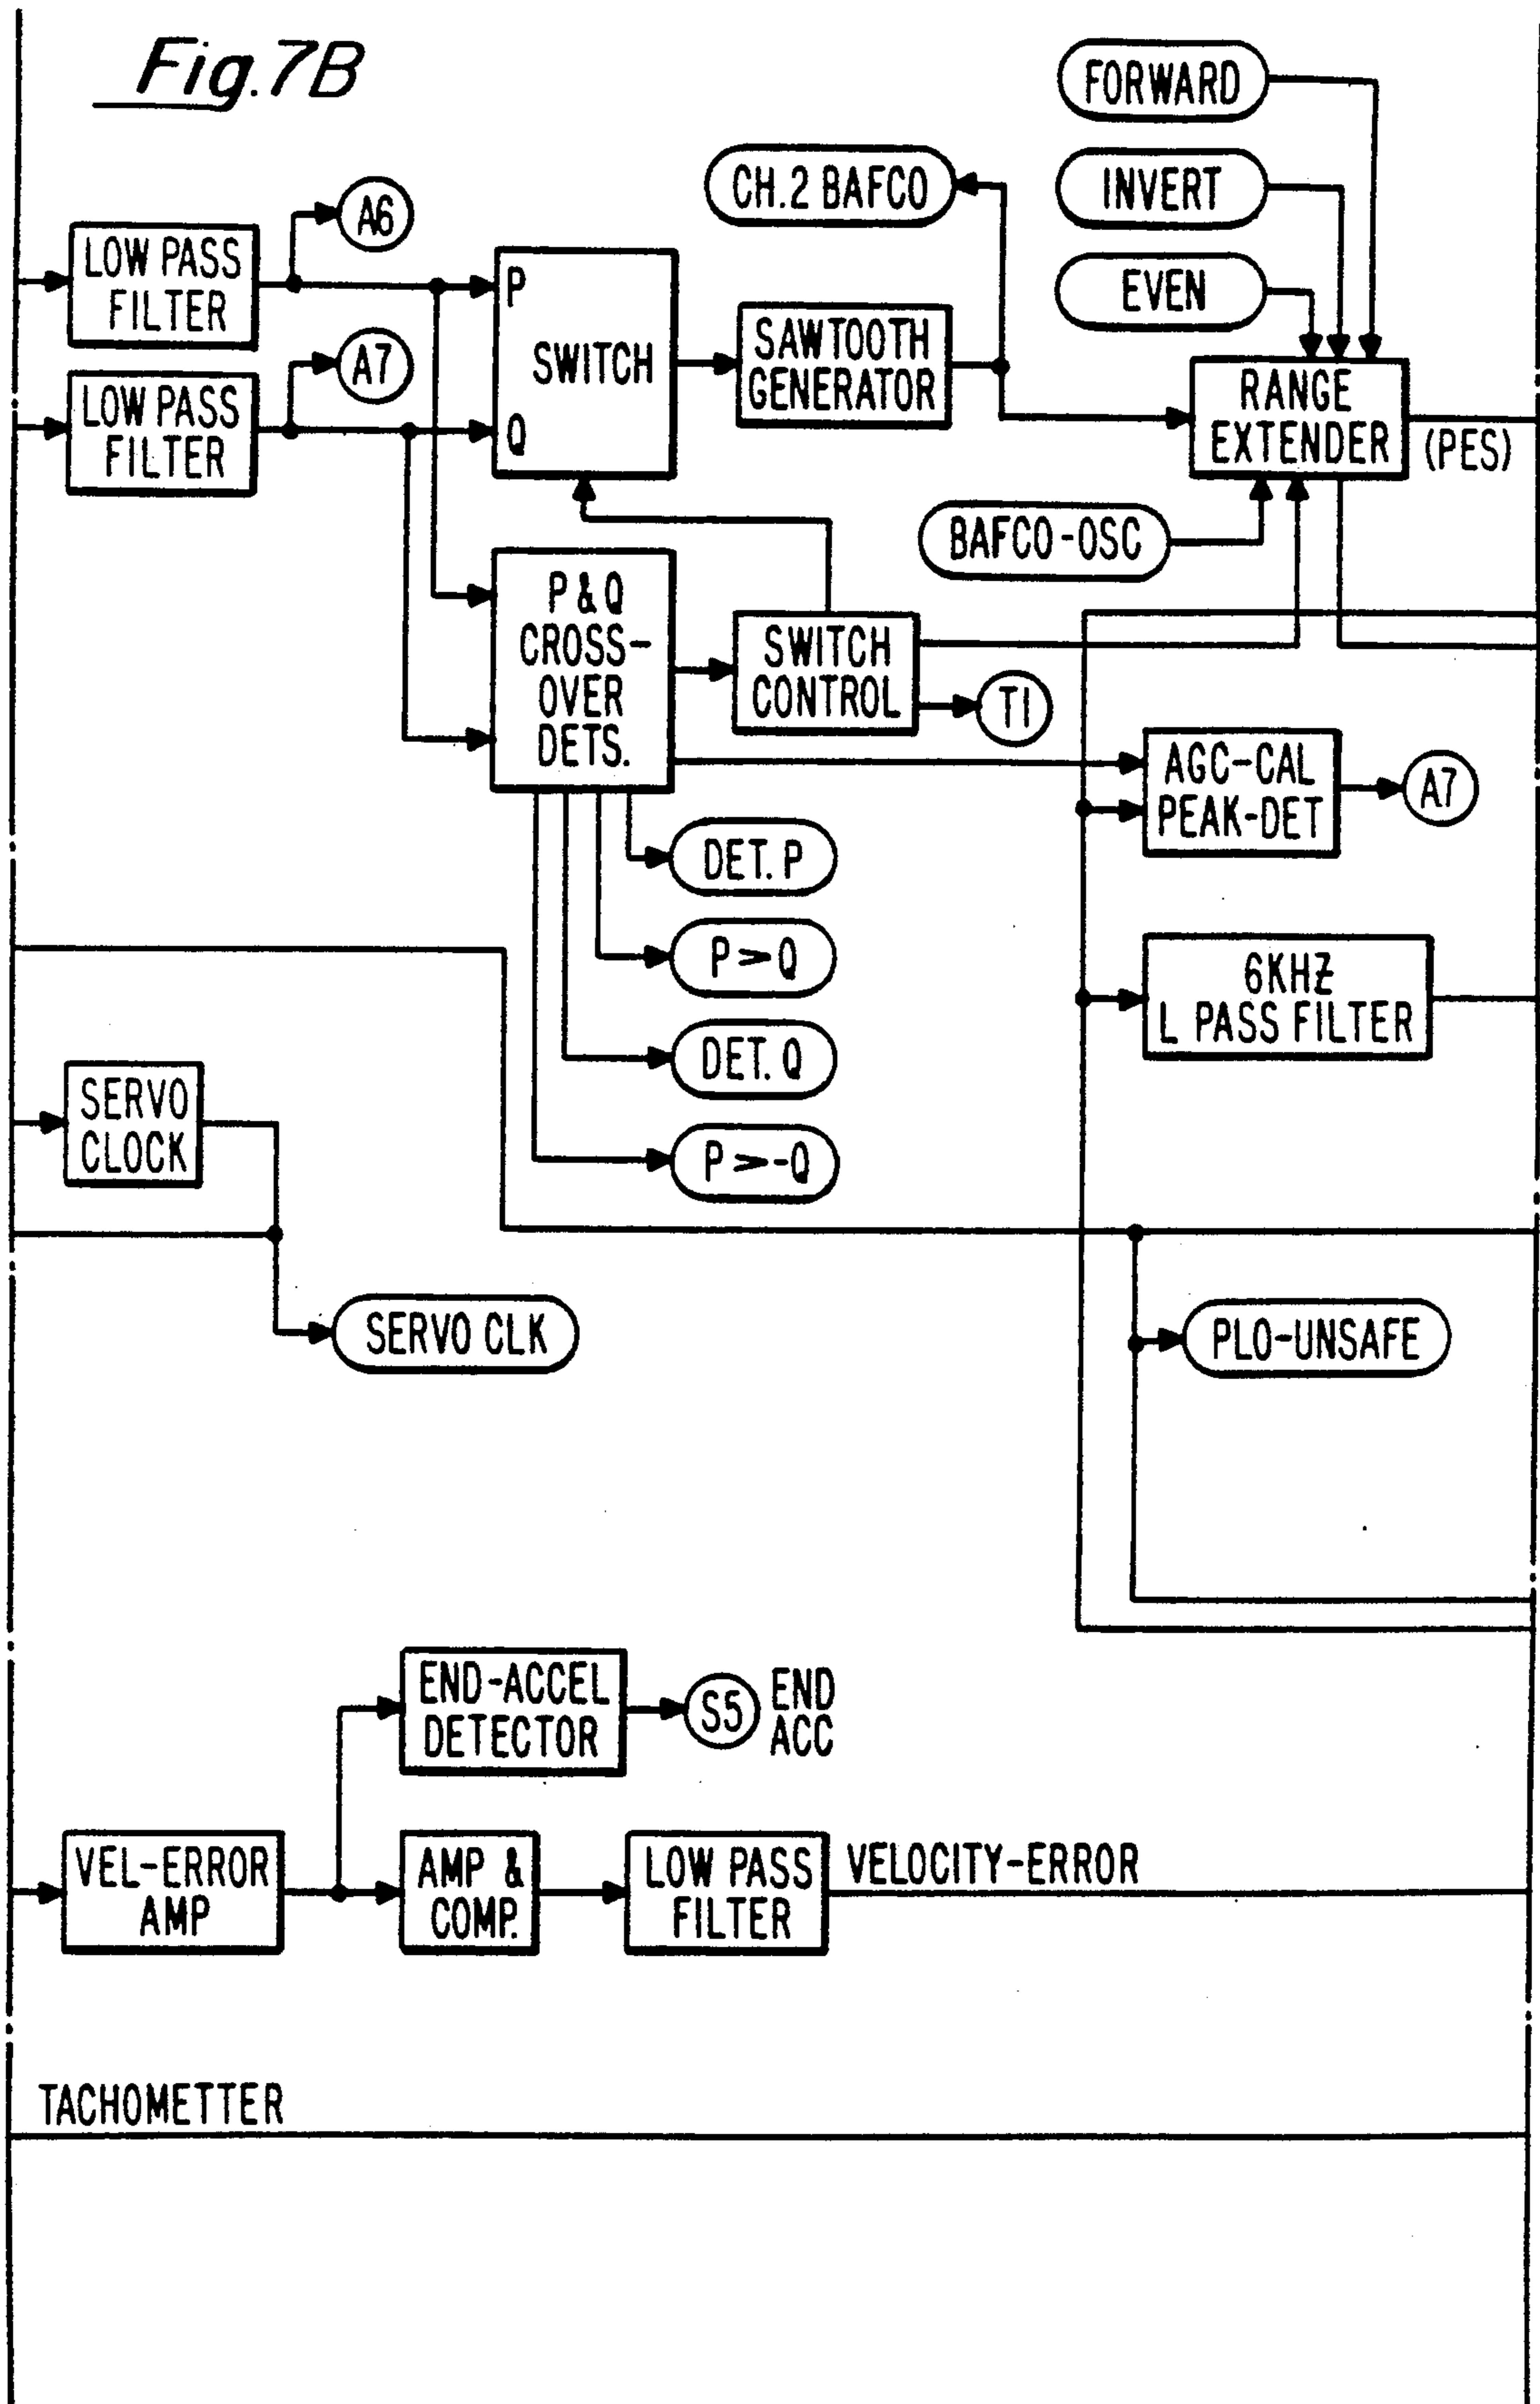 Fig.7B
FORWARD
INVERT
EVEN
CH.2 BAFCO
A6
LOW PASS
FILTER
A7
LOW PASS
FILTER
P
SWITCH
Q
SAWTOOTH
GENERATOR
RANGE
EXTENDER
(PES)
BAFCO-OSC
P & Q
CROSS-
OVER
DETS.
SWITCH
CONTROL
T1
AGC-CAL
PEAK-DET
A7
DET. P
P > Q
DET. Q
P > -Q
6KHZ
L PASS FILTER
SERVO
CLOCK
SERVO CLK
PLO-UNSAFE
END-ACCEL
DETECTOR
S5
END
ACC
VEL-ERROR
AMP
AMP &
COMP.
LOW PASS
FILTER
VELOCITY-ERROR
TACHOMETTER